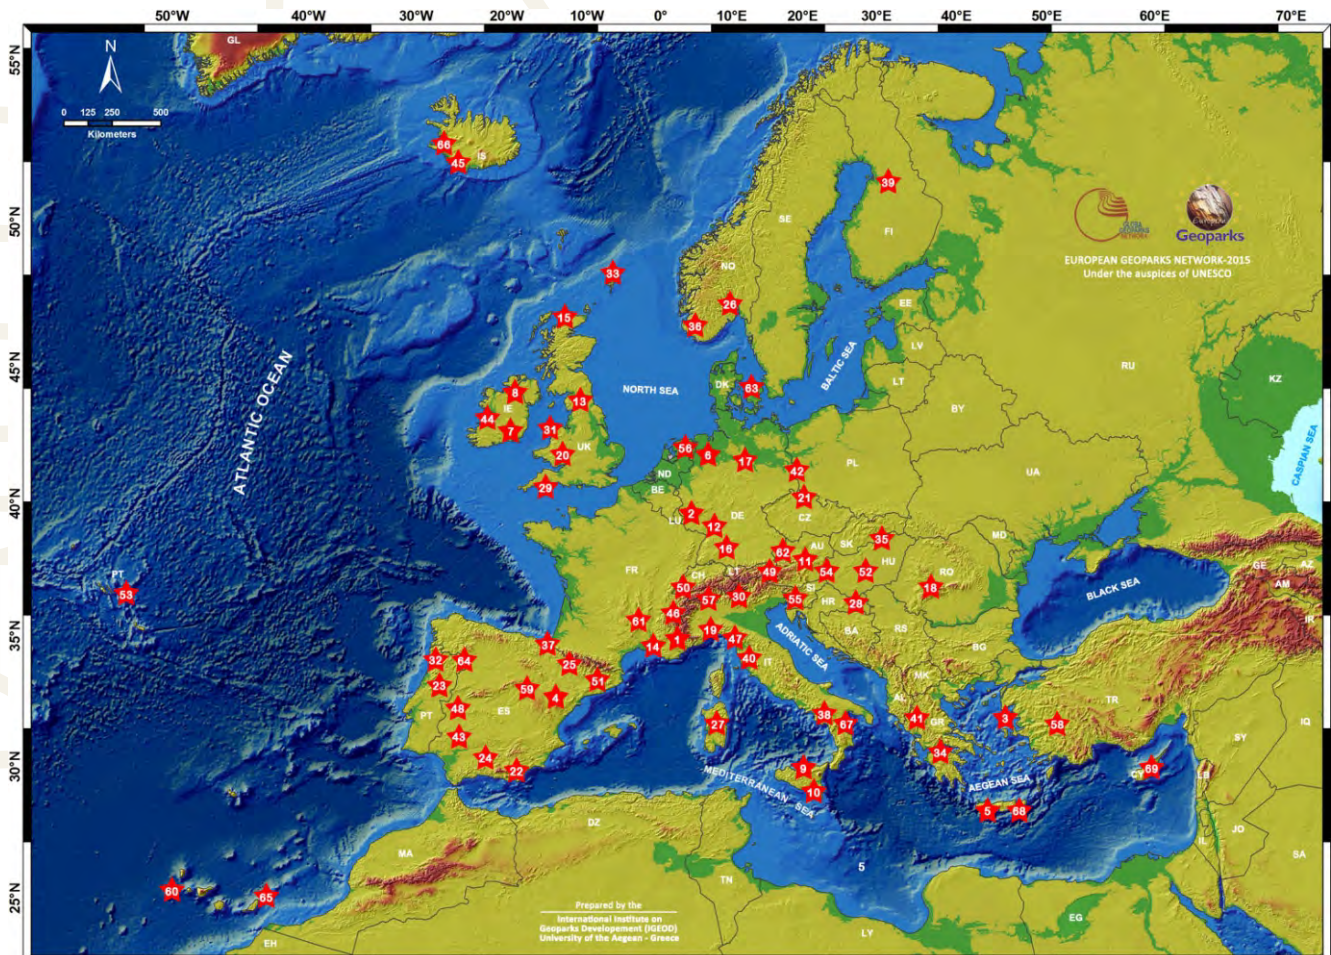 50°W 40°W 30°W 20°W 10°W 0° 10°E 20°E 30°E 40°E 50°E 60°E 70°E
55°N
50°N
45°N
40°N
35°N
30°N
25°N
GL
N
0 125 250 500
Kilometers
66
IS
45
39
SE
FI
Geoparks
EUROPEAN GEOPARKS NETWORK-2015
Under the auspices of UNESCO
33
NO
26
15
36
EE
ATLANTIC OCEAN
NORTH SEA
BALTIC SEA
LV
RU
KZ
DK
63
LT
BY
8
13
IE
44
7
31
UK
20
56
6
17
42
PL
UA
CASPIAN SEA
29
ND
BE
21
2
LU
DE
CZ
12
16
62
AU
11
SK
35
MD
FR
CH
LT
49
54
52
HU
RO
GE
AZ
AM
PT
53
50
57
30
SI
55
HR
28
18
BLACK SEA
IR
61
46
19
BA
RS
14
1
47
40
IT
ADRIATIC SEA
BG
37
32
64
25
51
MK
23
59
4
AL
TR
48
ES
PT
27
38
67
41
GR
3
58
IQ
43
34
SY
24
22
9
MEDITERRANEAN SEA
10
AEGEAN SEA
CY
69
LB
5
68
DZ
MA
JO
IL
SA
5
TN
60
65
EH
Prepared by the
International Institute on
Geoparks Developement (IGEOD)
University of the Aegean - Greece
LY
EG